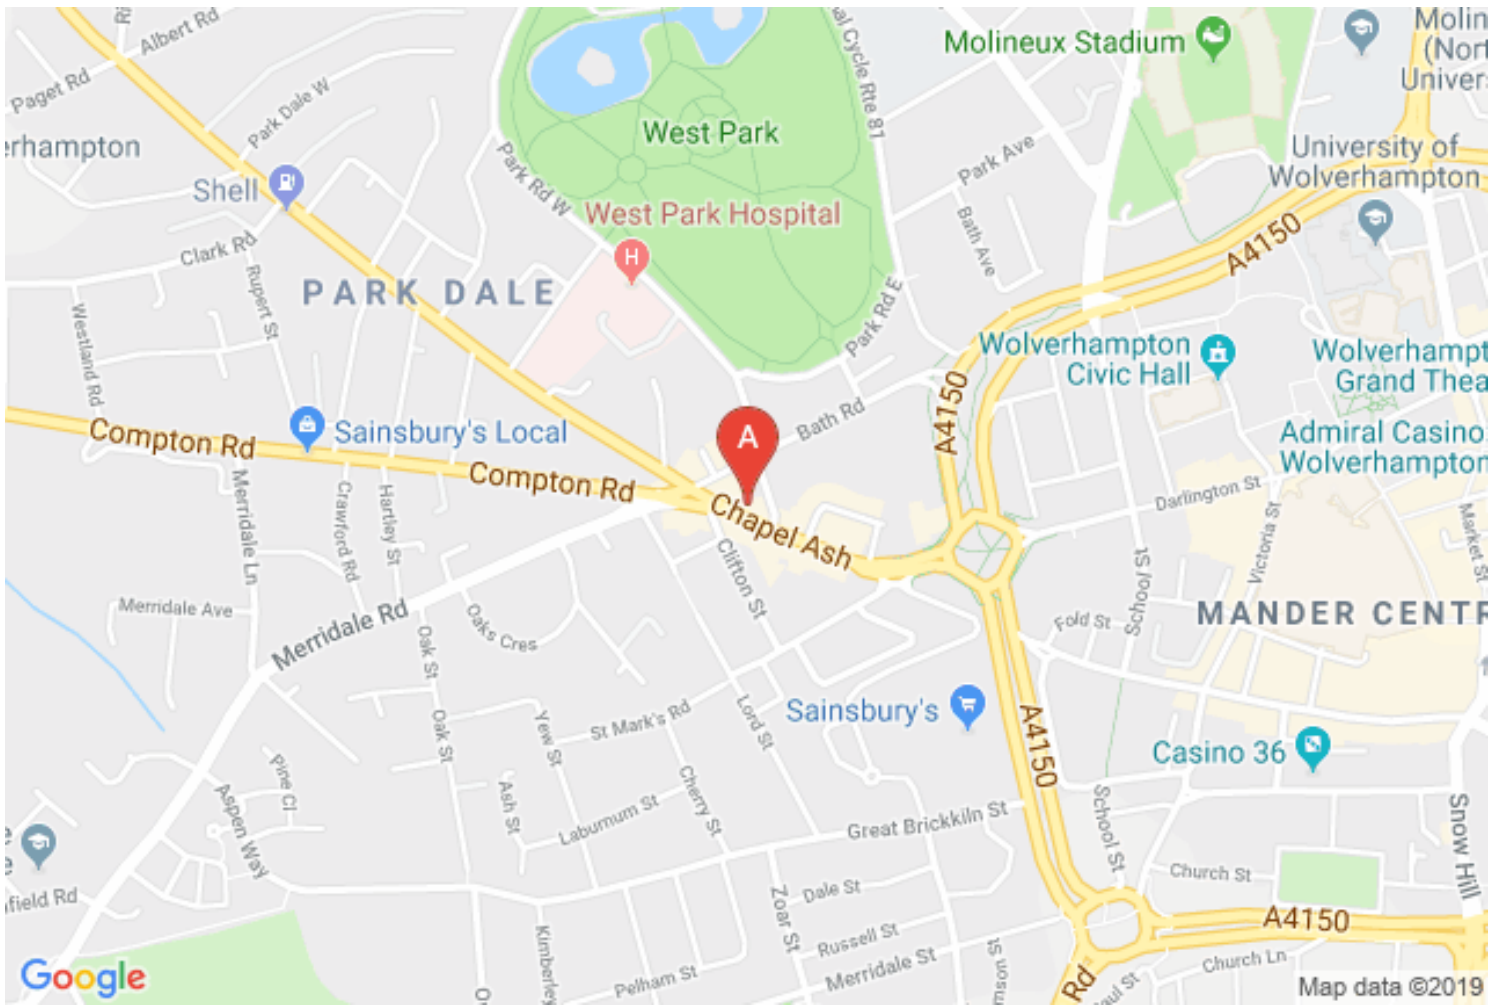 Albert Rd
Paget Rd
Park Dale W
erhampton
Shell
Clark Rd
PARK DALE
Rupert St
Westland Rd
Park Rd W
West Park
West Park Hospital
H
Cycle Rte 81
Molineux Stadium
Molin
(Nort
Univers
University of
Wolverhampton
Park Ave
Bath Ave
A4150
Park Rd E
Wolverhampton
Civic Hall
Wolverhampt
Grand Thea
Admiral Casino
Wolverhampton
A4150
Bath Rd
A
Compton Rd
Sainsbury's Local
Compton Rd
Chapel Ash
Darlington St
Victoria St
Market St
School St
Merridale Ln
Crawford Rd
Hartley St
Clifton St
Merridale Ave
Merridale Rd
Oaks Cres
Oak St
Fold St
MANDER CENTR
St Mark's Rd
Lord St
Sainsbury's
A4150
Casino 36
Oak St
Yew St
Pine Cl
Aspen Way
Ash St
Laburnum St
Cherry St
Great Brickkiln St
School St
Snow Hill
Church St
field Rd
Zoar St
Dale St
Russell St
Merridale St
A4150
Kimberley
Pelham St
Church Ln
Rd
Google
Map data ©2019